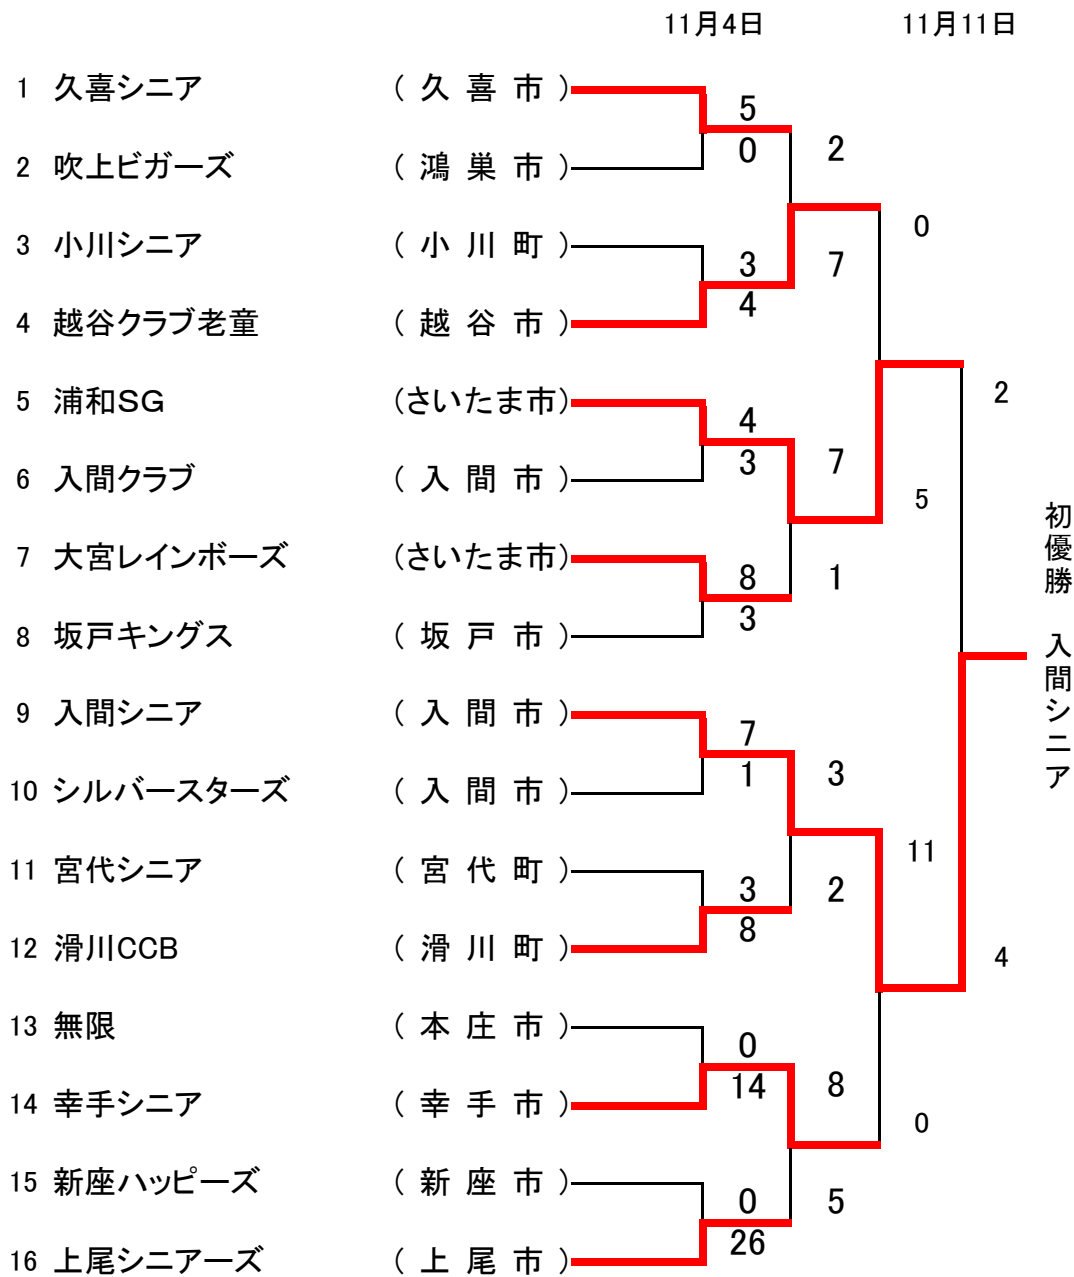 11月4日 11月11日
1 久喜シニア （ 久 喜 市 ）
5
2 吹上ビガーズ （ 鴻 巣 市 ）
0
2
3 小川シニア （ 小 川 町 ）
3
7
0
4 越谷クラブ老童 （ 越 谷 市 ）
4
5 浦和SG （さいたま市）
4
2
6 入間クラブ （ 入 間 市 ）
3
7
5
7 大宮レインボーズ （さいたま市）
8
1
8 坂戸キングス （ 坂 戸 市 ）
3
初優勝 入間シニア
9 入間シニア （ 入 間 市 ）
7
10 シルバースターズ （ 入 間 市 ）
1
3
11 宮代シニア （ 宮 代 町 ）
3
2
11
12 滑川CCB （ 滑 川 町 ）
8
4
13 無限 （ 本 庄 市 ）
0
14 幸手シニア （ 幸 手 市 ）
14
8
0
15 新座ハッピーズ （ 新 座 市 ）
0
5
16 上尾シニアーズ （ 上 尾 市 ）
26